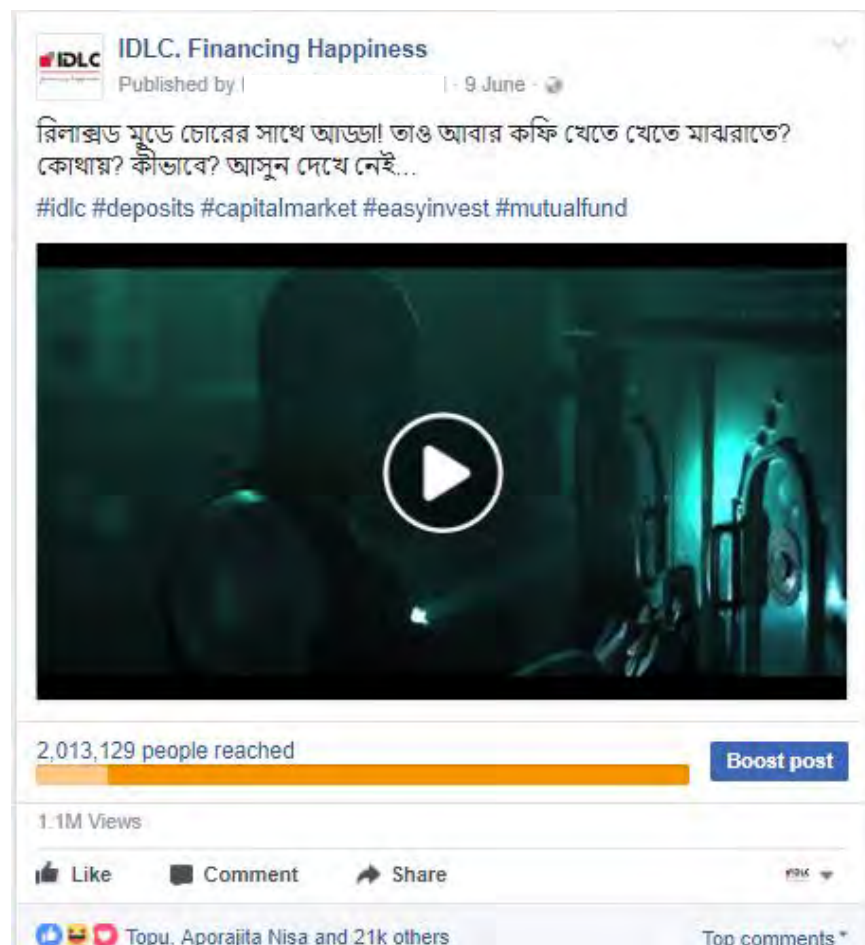 IDLC
IDLC. Financing Happiness
Published by
9 June
রিলাক্সড মুডে চোরের সাথে আড্ডা! তাও আবার কফি খেতে খেতে মাঝরাতে?
কোথায়? কীভাবে? আসুন দেখে নেই...
#idlc #deposits #capitalmarket #easyinvest #mutualfund
2,013,129 people reached
Boost post
1.1M Views
Like Comment Share
Topu, Aporajita Nisa and 21k others
Top comments